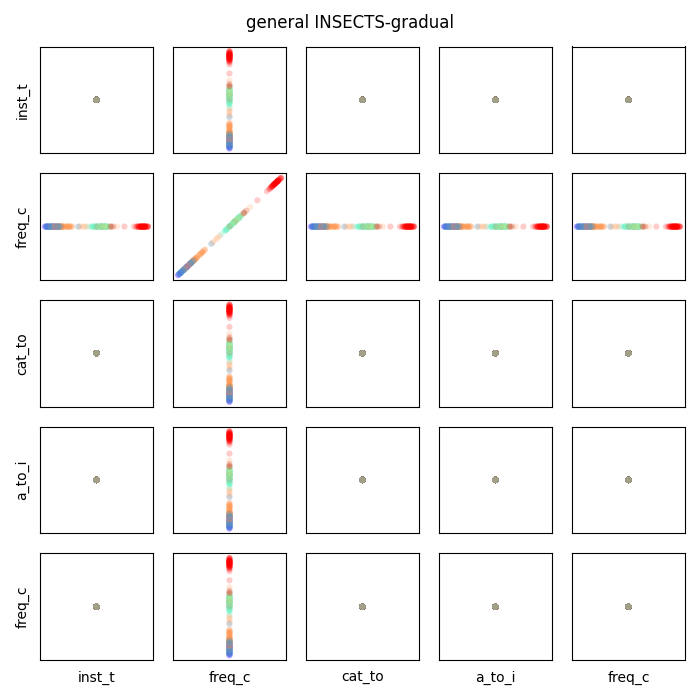 general INSECTS-gradual
inst_t
freq_c
cat_to
a_to_i
freq_c
inst_t
freq_c
cat_to
a_to_i
freq_c